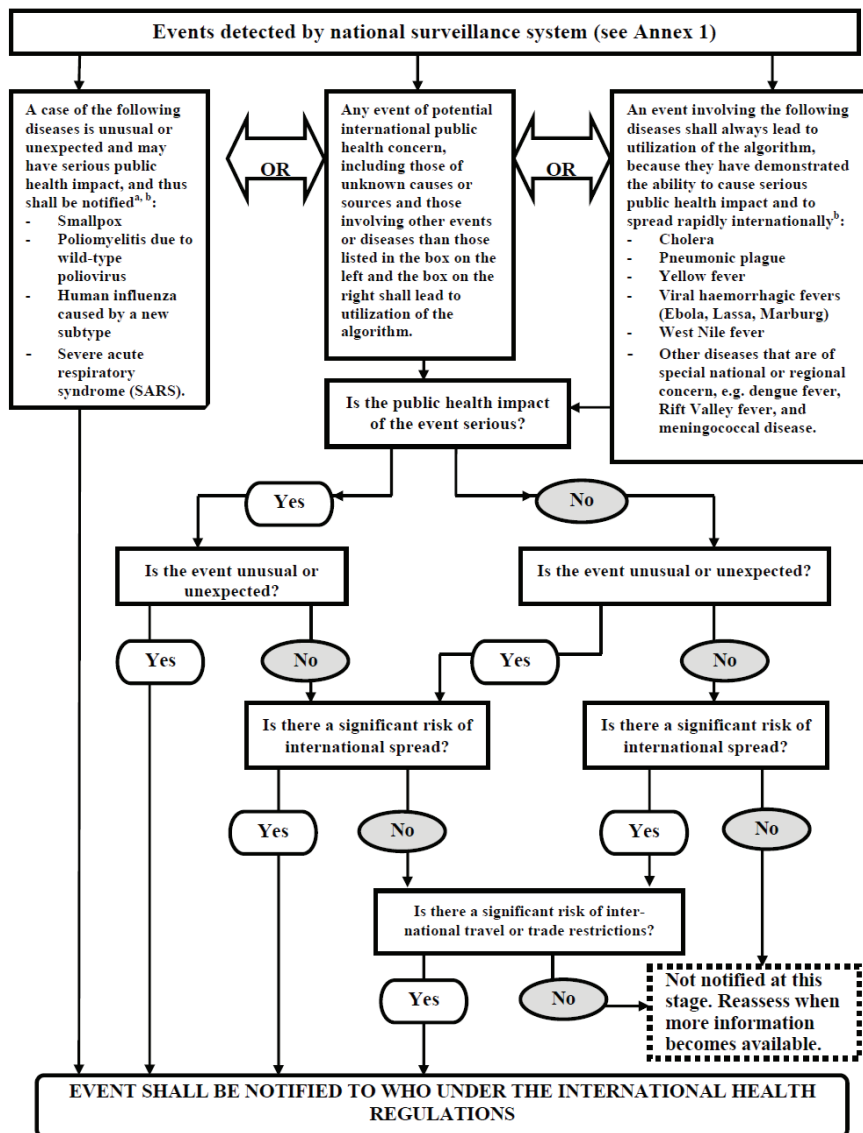 Events detected by national surveillance system (see Annex 1)
A case of the following
diseases is unusual or
unexpected and may
have serious public
health impact, and thus
shall be notifiedᵃ, ᵇ:
- Smallpox
- Poliomyelitis due to
wild-type
poliovirus
- Human influenza
caused by a new
subtype
- Severe acute
respiratory
syndrome (SARS).
OR
Any event of potential
international public
health concern,
including those of
unknown causes or
sources and those
involving other events
or diseases than those
listed in the box on the
left and the box on the
right shall lead to
utilization of the
algorithm.
OR
An event involving the following
diseases shall always lead to
utilization of the algorithm,
because they have demonstrated
the ability to cause serious
public health impact and to
spread rapidly internationallyᵇ:
- Cholera
- Pneumonic plague
- Yellow fever
- Viral haemorrhagic fevers
(Ebola, Lassa, Marburg)
- West Nile fever
- Other diseases that are of
special national or regional
concern, e.g. dengue fever,
Rift Valley fever, and
meningococcal disease.
Is the public health impact
of the event serious?
Yes
No
Is the event unusual or
unexpected?
Is the event unusual or unexpected?
Yes
No
Yes
No
Is there a significant risk of
international spread?
Is there a significant risk of
international spread?
Yes
No
Yes
No
Is there a significant risk of inter-
national travel or trade restrictions?
Yes
No
Not notified at this
stage. Reassess when
more information
becomes available.
EVENT SHALL BE NOTIFIED TO WHO UNDER THE INTERNATIONAL HEALTH
REGULATIONS